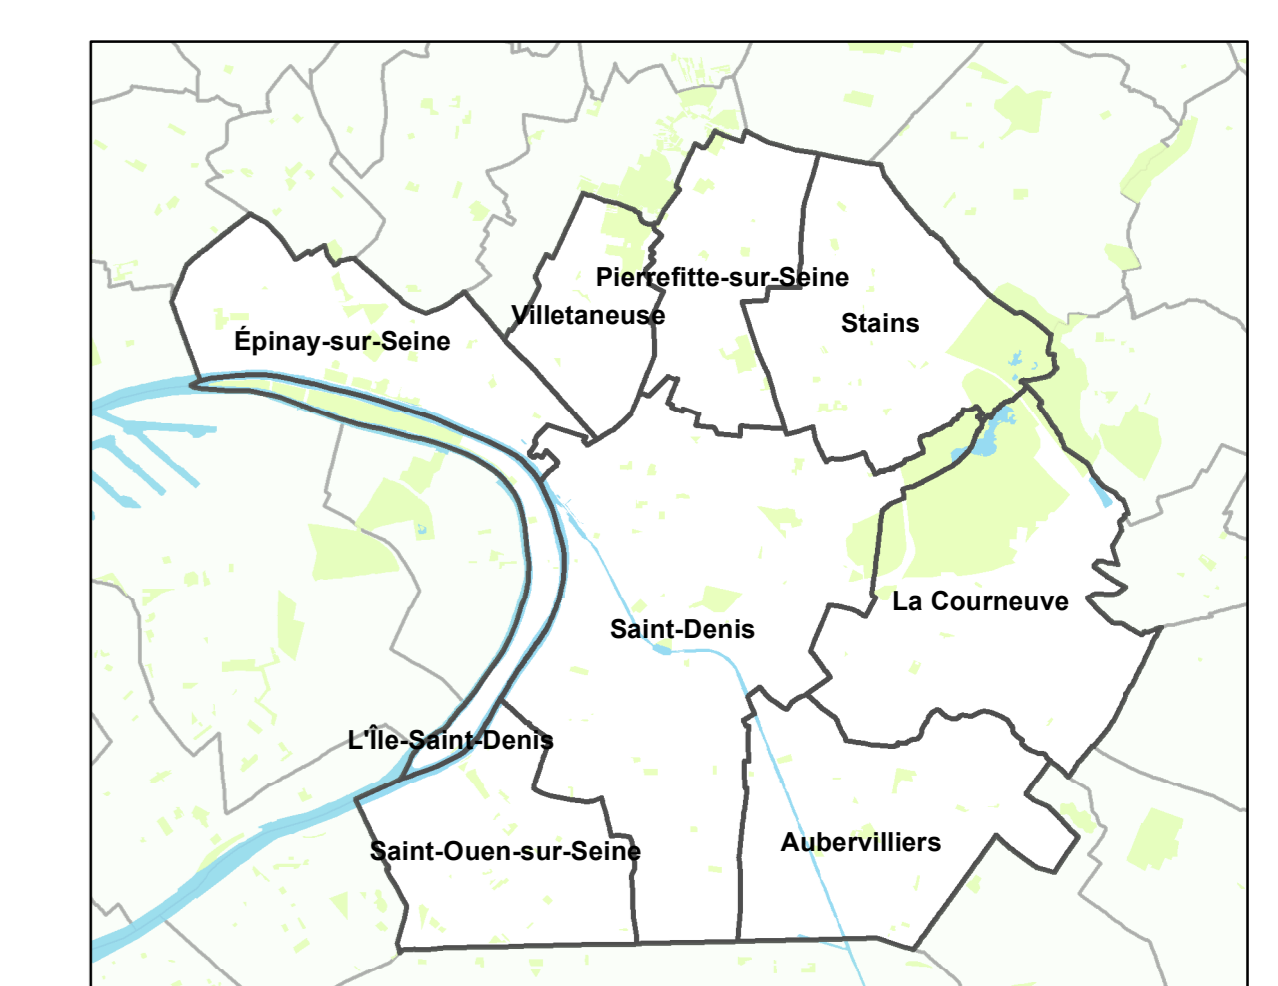 Pierrefitte-sur-Seine
Villetaneuse
Stains
Épinay-sur-Seine
La Courneuve
Saint-Denis
L'Île-Saint-Denis
Aubervilliers
Saint-Ouen-sur-Seine